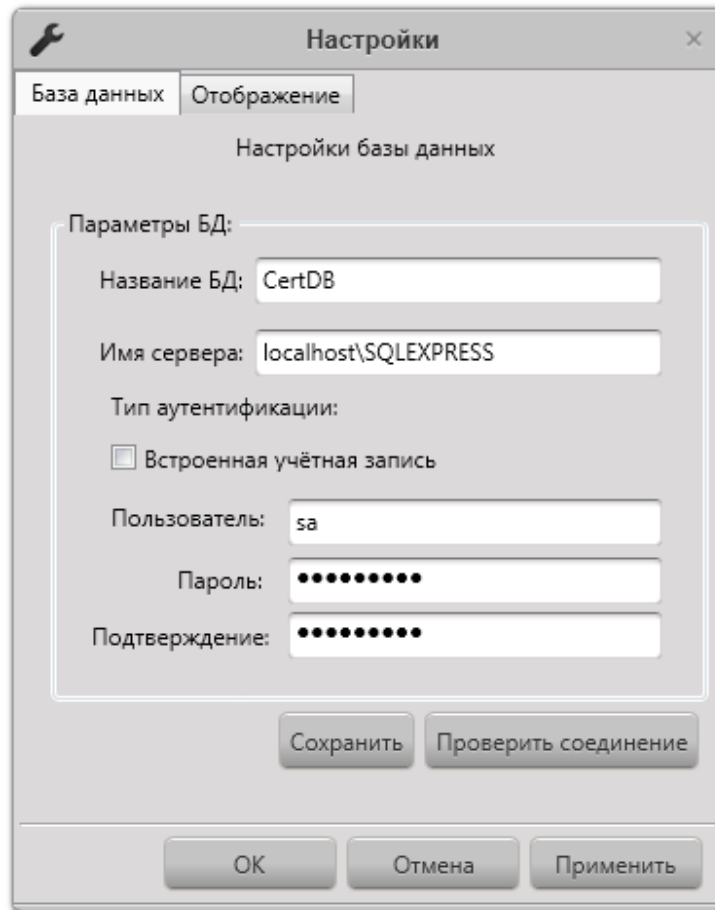 Настройки
База данных Отображение
Настройки базы данных
Параметры БД:
Название БД: CertDB
Имя сервера: localhost\SQLEXPRESS
Тип аутентификации:
Встроенная учётная запись
Пользователь: sa
Пароль: •••••••••
Подтверждение: •••••••••
Сохранить Проверить соединение
ОК Отмена Применить